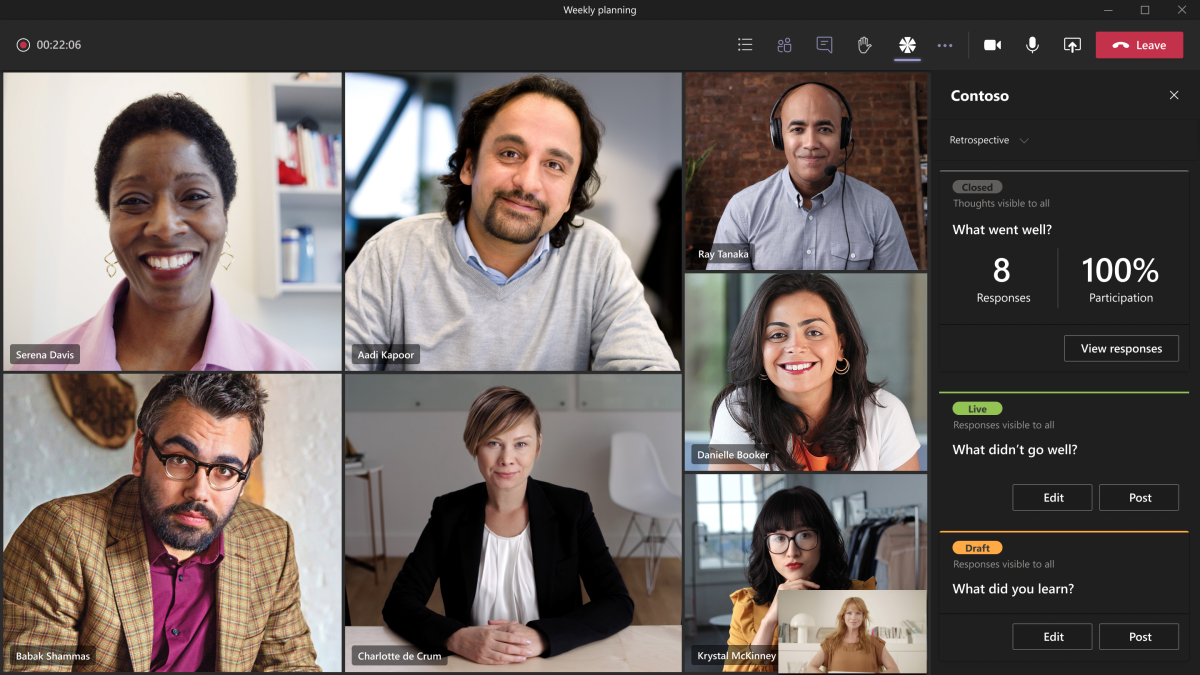 Weekly planning
00:22:06
Leave
Serena Davis
Aadi Kapoor
Ray Tanaka
Danielle Booker
Babak Shammas
Charlotte de Crum
Krystal McKinney
Contoso
Retrospective
Closed
Thoughts visible to all
What went well?
8
Responses
100%
Participation
View responses
Live
Responses visible to all
What didn't go well?
Edit
Post
Draft
Responses visible to all
What did you learn?
Edit
Post